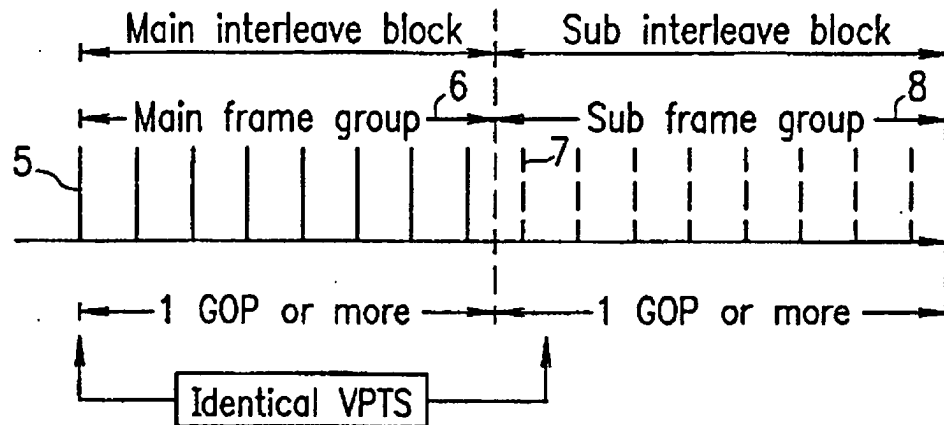 Main interleave block Sub interleave block
6 8
Main frame group Sub frame group
5 7
1 GOP or more 1 GOP or more
Identical VPTS